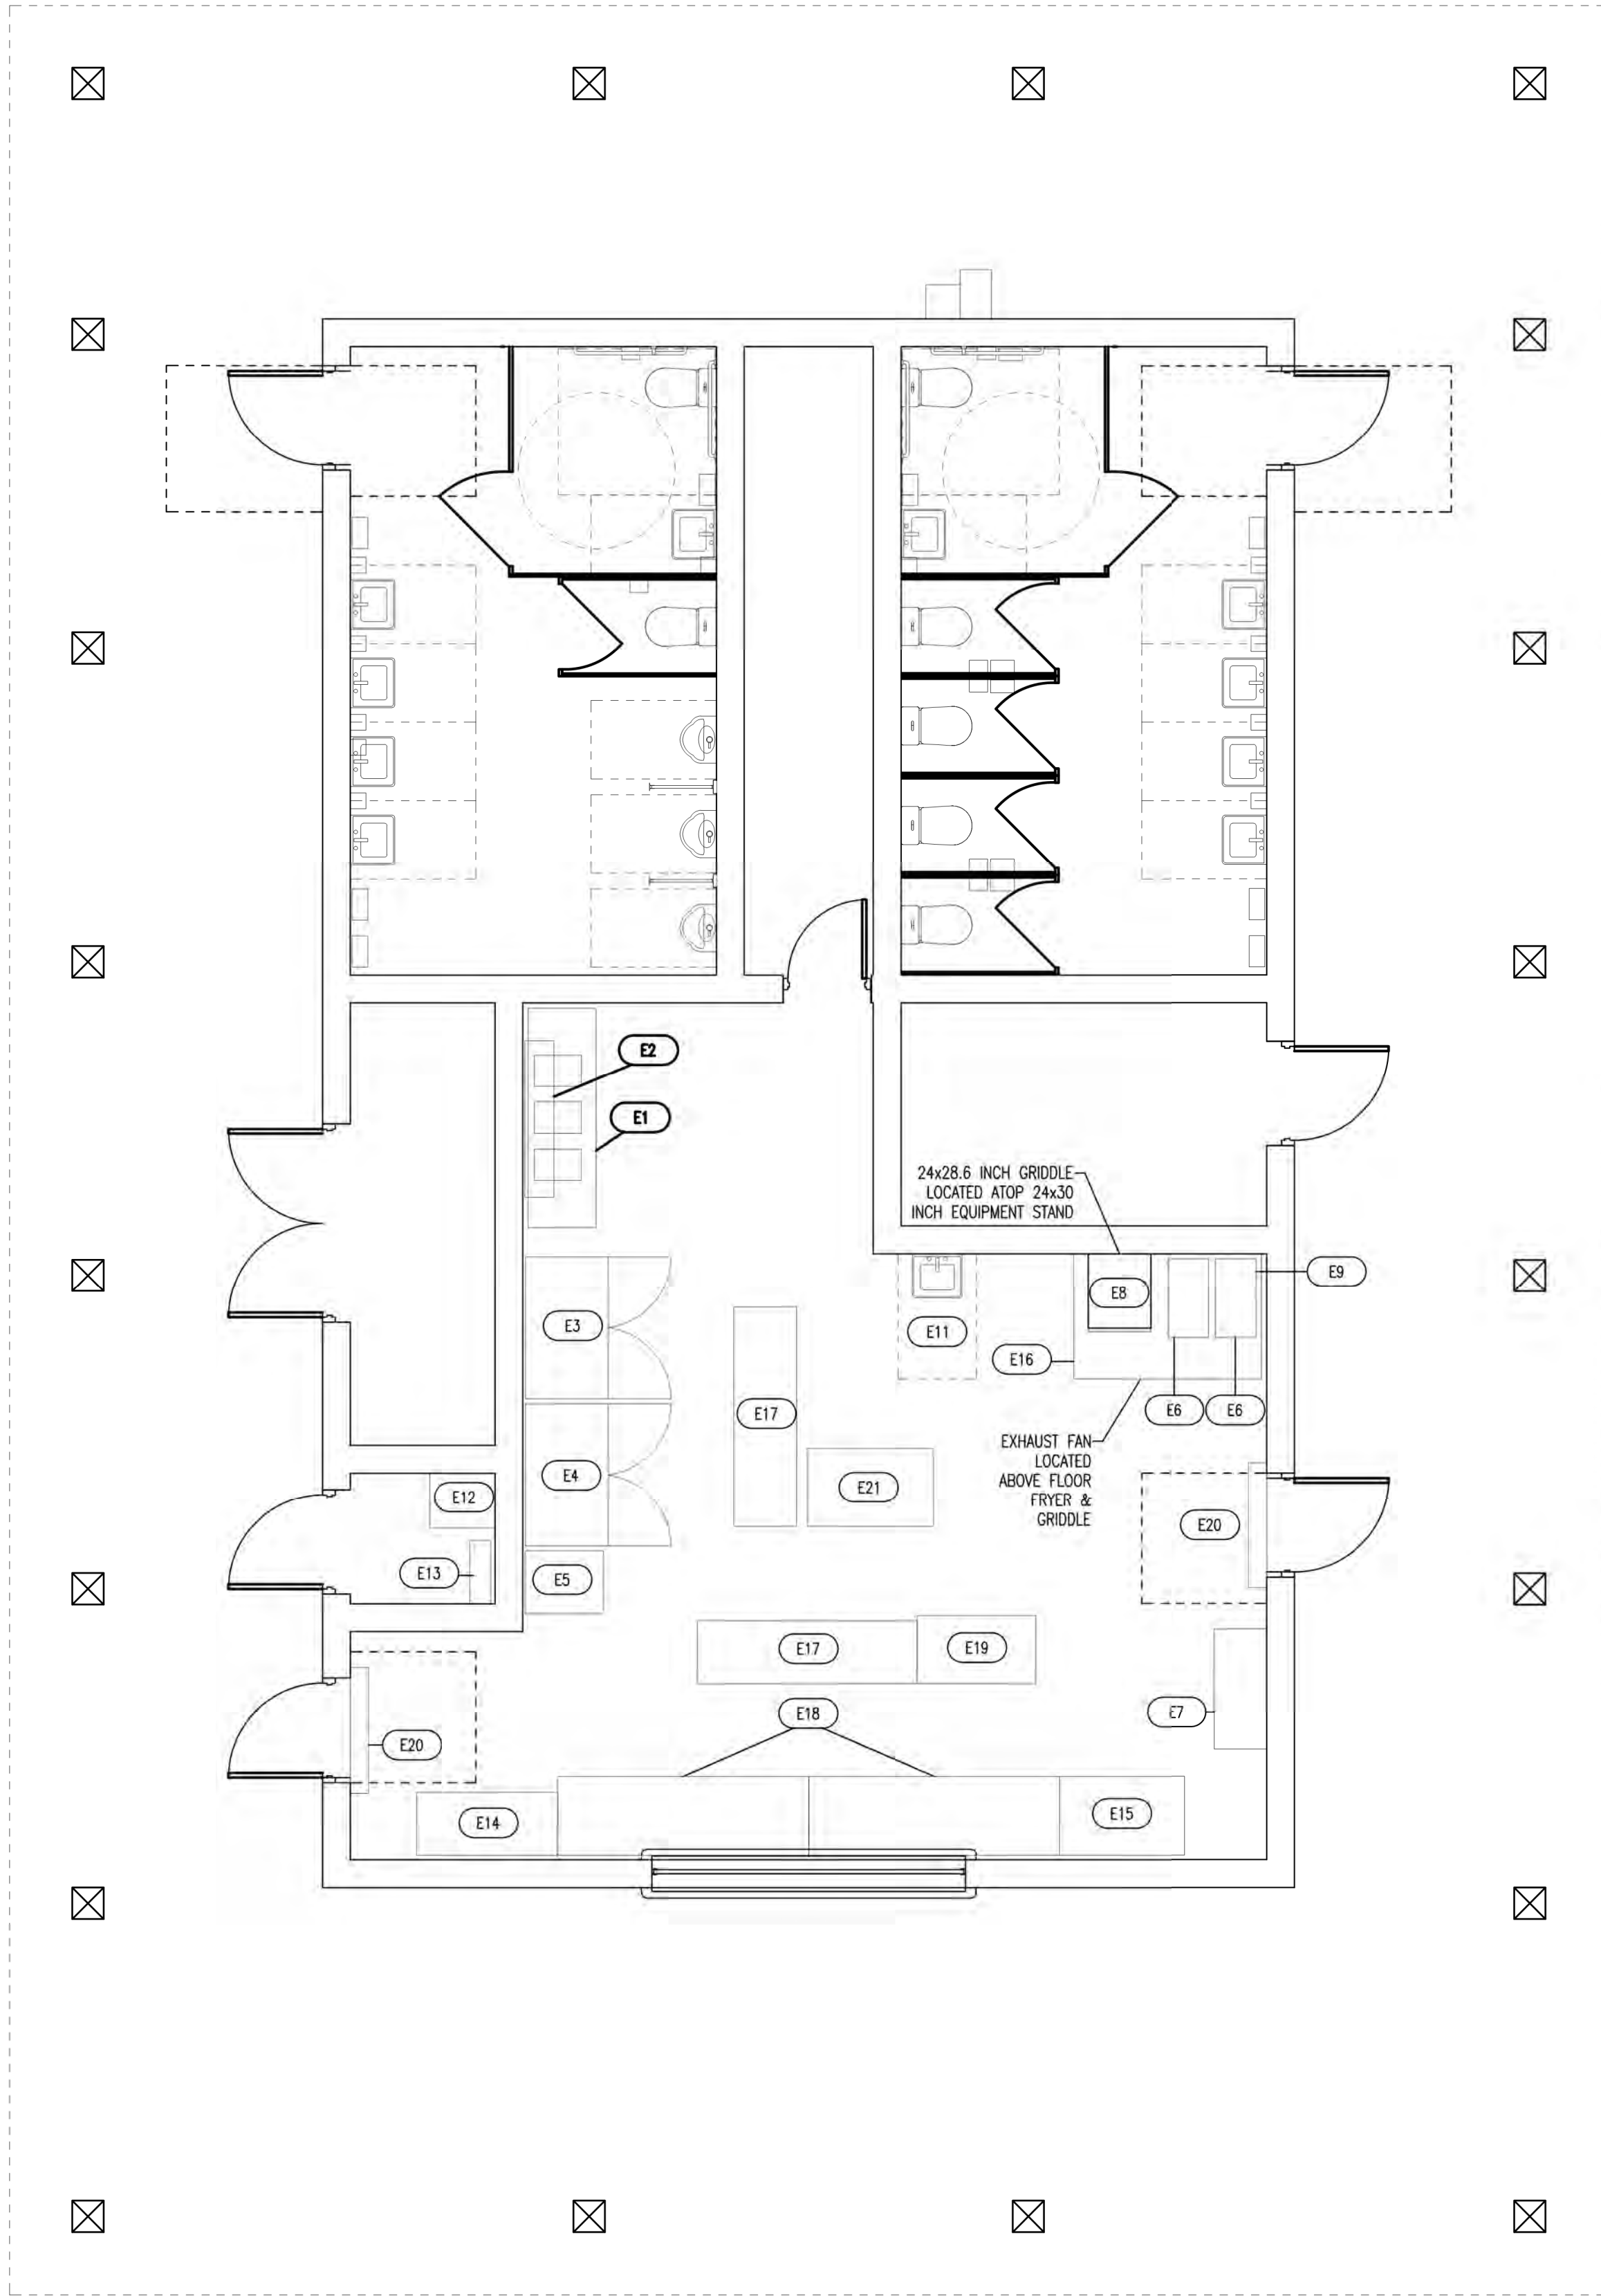 E2
E1
24x28.6 INCH GRIDDLE
LOCATED ATOP 24x30
INCH EQUIPMENT STAND
E9
E8
E3
E11
E16
E17
E6
E6
EXHAUST FAN
LOCATED
ABOVE FLOOR
FRYER &
GRIDDLE
E4
E21
E12
E20
E13
E5
E17
E19
E18
E7
E20
E14
E15